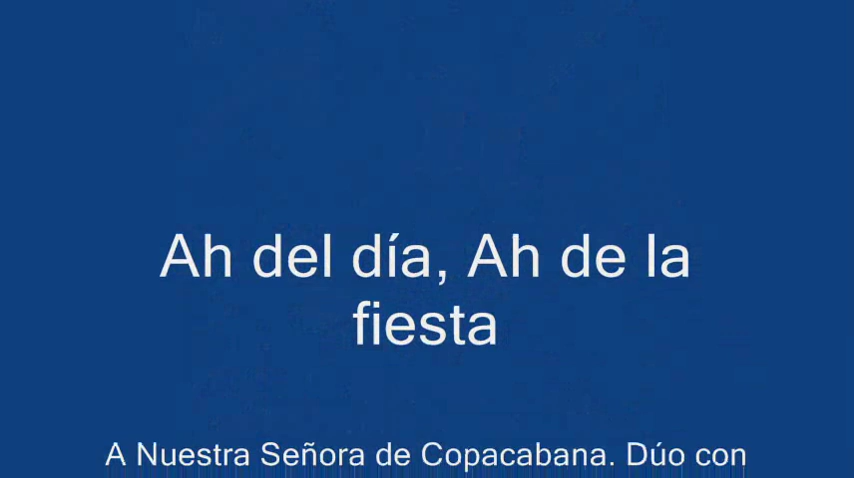 Ah del día, Ah de la
fiesta
A Nuestra Señora de Copacabana. Dúo con